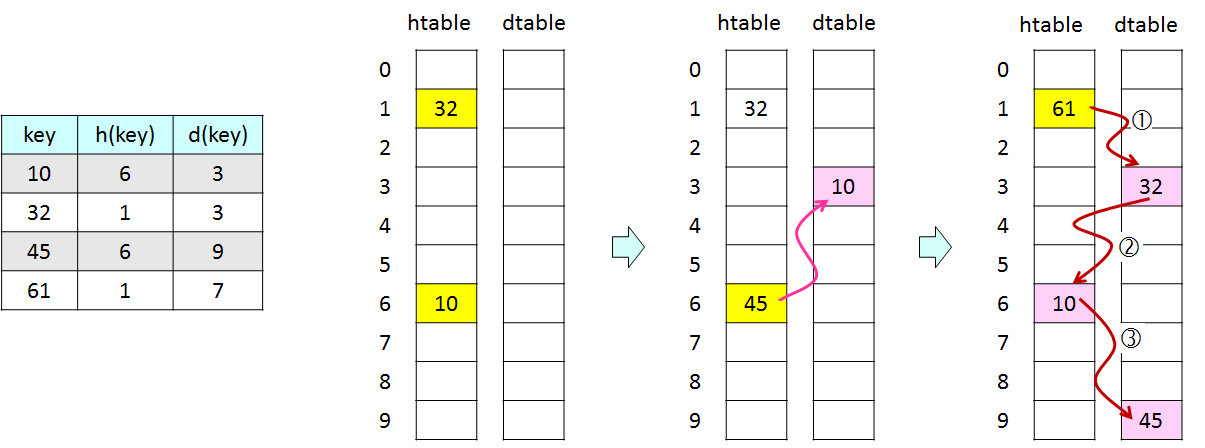 htable dtable htable dtable htable dtable
0 0 0
1 32 1 32 1 61 ①
key h(key) d(key) 2 2 2
10 6 3 3 3 10 3 32
32 1 3 4 4 4
45 6 9 5 5 5 ②
61 1 7 6 10 6 45 6 10
7 7 7 ③
8 8 8
9 9 9 45